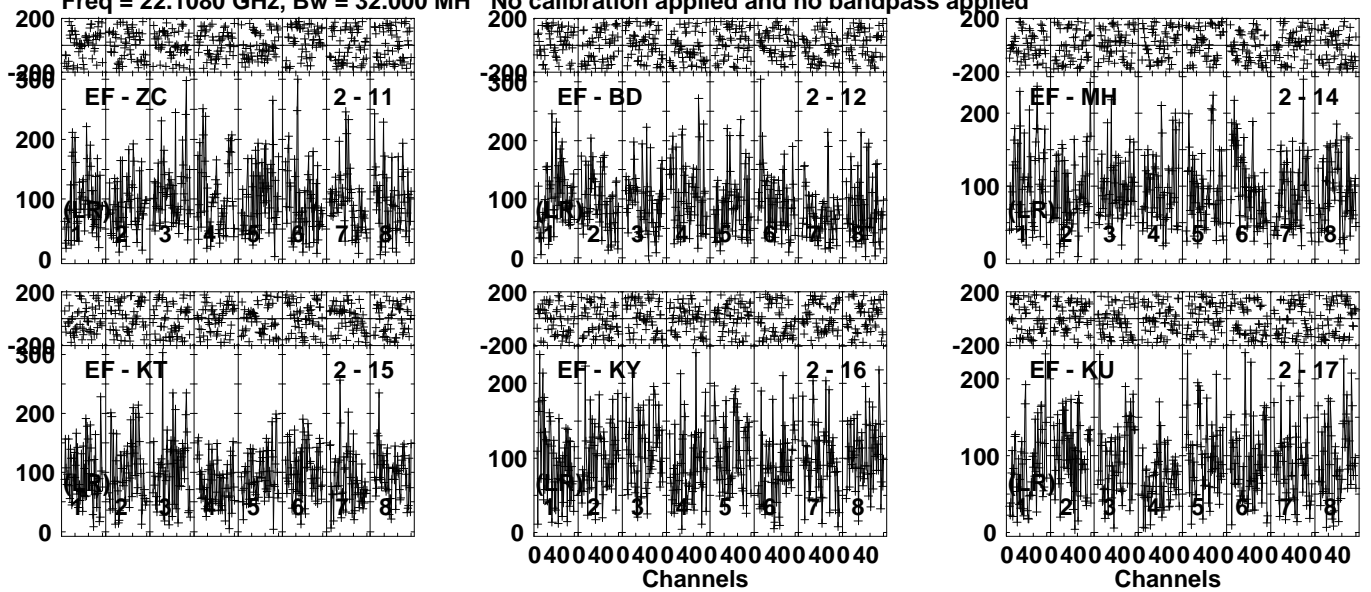 Freq = 22.1080 GHz, Bw = 32.000 MH No calibration applied and no bandpass applied
200
-200
300
EF - ZC 2 - 11
200
100
(LR)
1 2 3 4 5 6 7 8
0
200
-200
300
EF - BD 2 - 12
200
100
(LR)
1 2 3 4 5 6 7 8
0
200
-200
EF - MH 2 - 14
200
100
(LR)
1 2 3 4 5 6 7 8
0
200
-200
300
EF - KT 2 - 15
200
100
(LR)
1 2 3 4 5 6 7 8
0
200
-200
EF - KY 2 - 16
200
100
(LR)
1 2 3 4 5 6 7 8
0
0 40 0 40 0 40 0 40 0 40 0 40 0 40 0 40
Channels
200
-200
EF - KU 2 - 17
200
100
(LR)
1 2 3 4 5 6 7 8
0
0 40 0 40 0 40 0 40 0 40 0 40 0 40 0 40
Channels